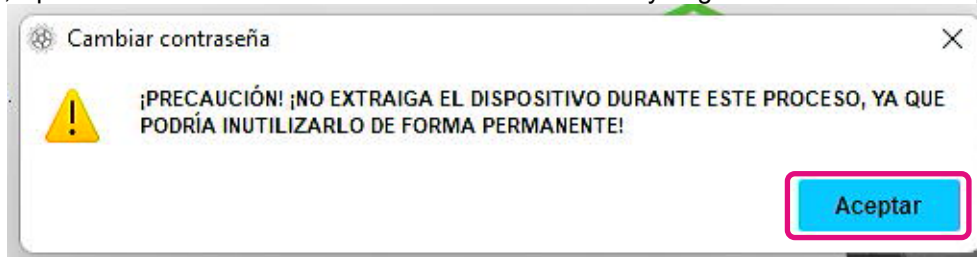 Cambiar contraseña
¡PRECAUCIÓN! ¡NO EXTRAIGA EL DISPOSITIVO DURANTE ESTE PROCESO, YA QUE
PODRÍA INUTILIZARLO DE FORMA PERMANENTE!
Aceptar